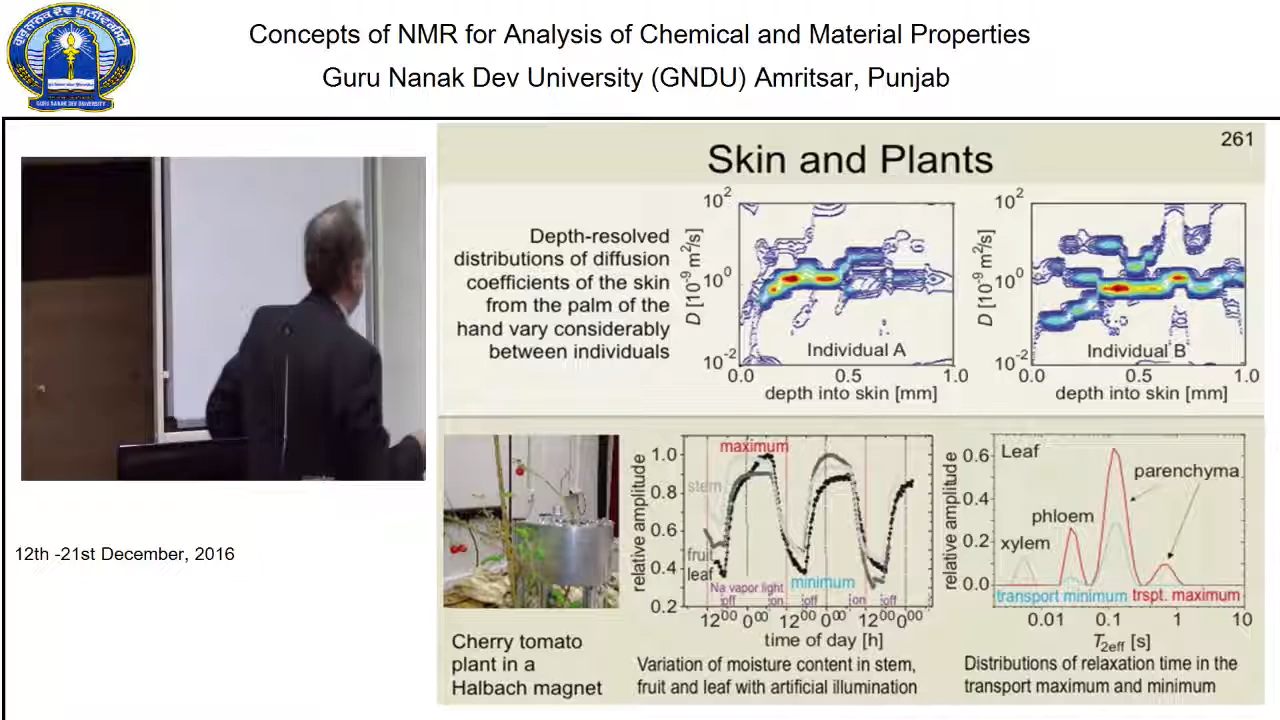 Concepts of NMR for Analysis of Chemical and Material Properties
Guru Nanak Dev University (GNDU) Amritsar, Punjab
ਗੁਰੂ ਨਾਨਕ ਦੇਵ ਯੂਨੀਵਰਸਿਟੀ
GURU NANAK DEV UNIVERSITY
12th -21st December, 2016
261
Skin and Plants
Depth-resolved
distributions of diffusion
coefficients of the skin
from the palm of the
hand vary considerably
between individuals
D [10⁻⁹ m²/s]
10²
10⁰
10⁻²
Individual A
0.0 0.5 1.0
depth into skin [mm]
D [10⁻⁹ m²/s]
10²
10⁰
10⁻²
Individual B
0.0 0.5 1.0
depth into skin [mm]
Cherry tomato
plant in a
Halbach magnet
relative amplitude
1.0
0.8
0.6
0.4
0.2
maximum
stem
fruit
leaf
minimum
Na vapor light
off on off on off
12⁰⁰ 0⁰⁰ 12⁰⁰ 0⁰⁰ 12⁰⁰ 0⁰⁰
time of day [h]
Variation of moisture content in stem,
fruit and leaf with artificial illumination
relative amplitude
0.6
0.4
0.2
0.0
Leaf
parenchyma
phloem
xylem
transport minimum trspt. maximum
0.01 0.1 1 10
T2eff [s]
Distributions of relaxation time in the
transport maximum and minimum